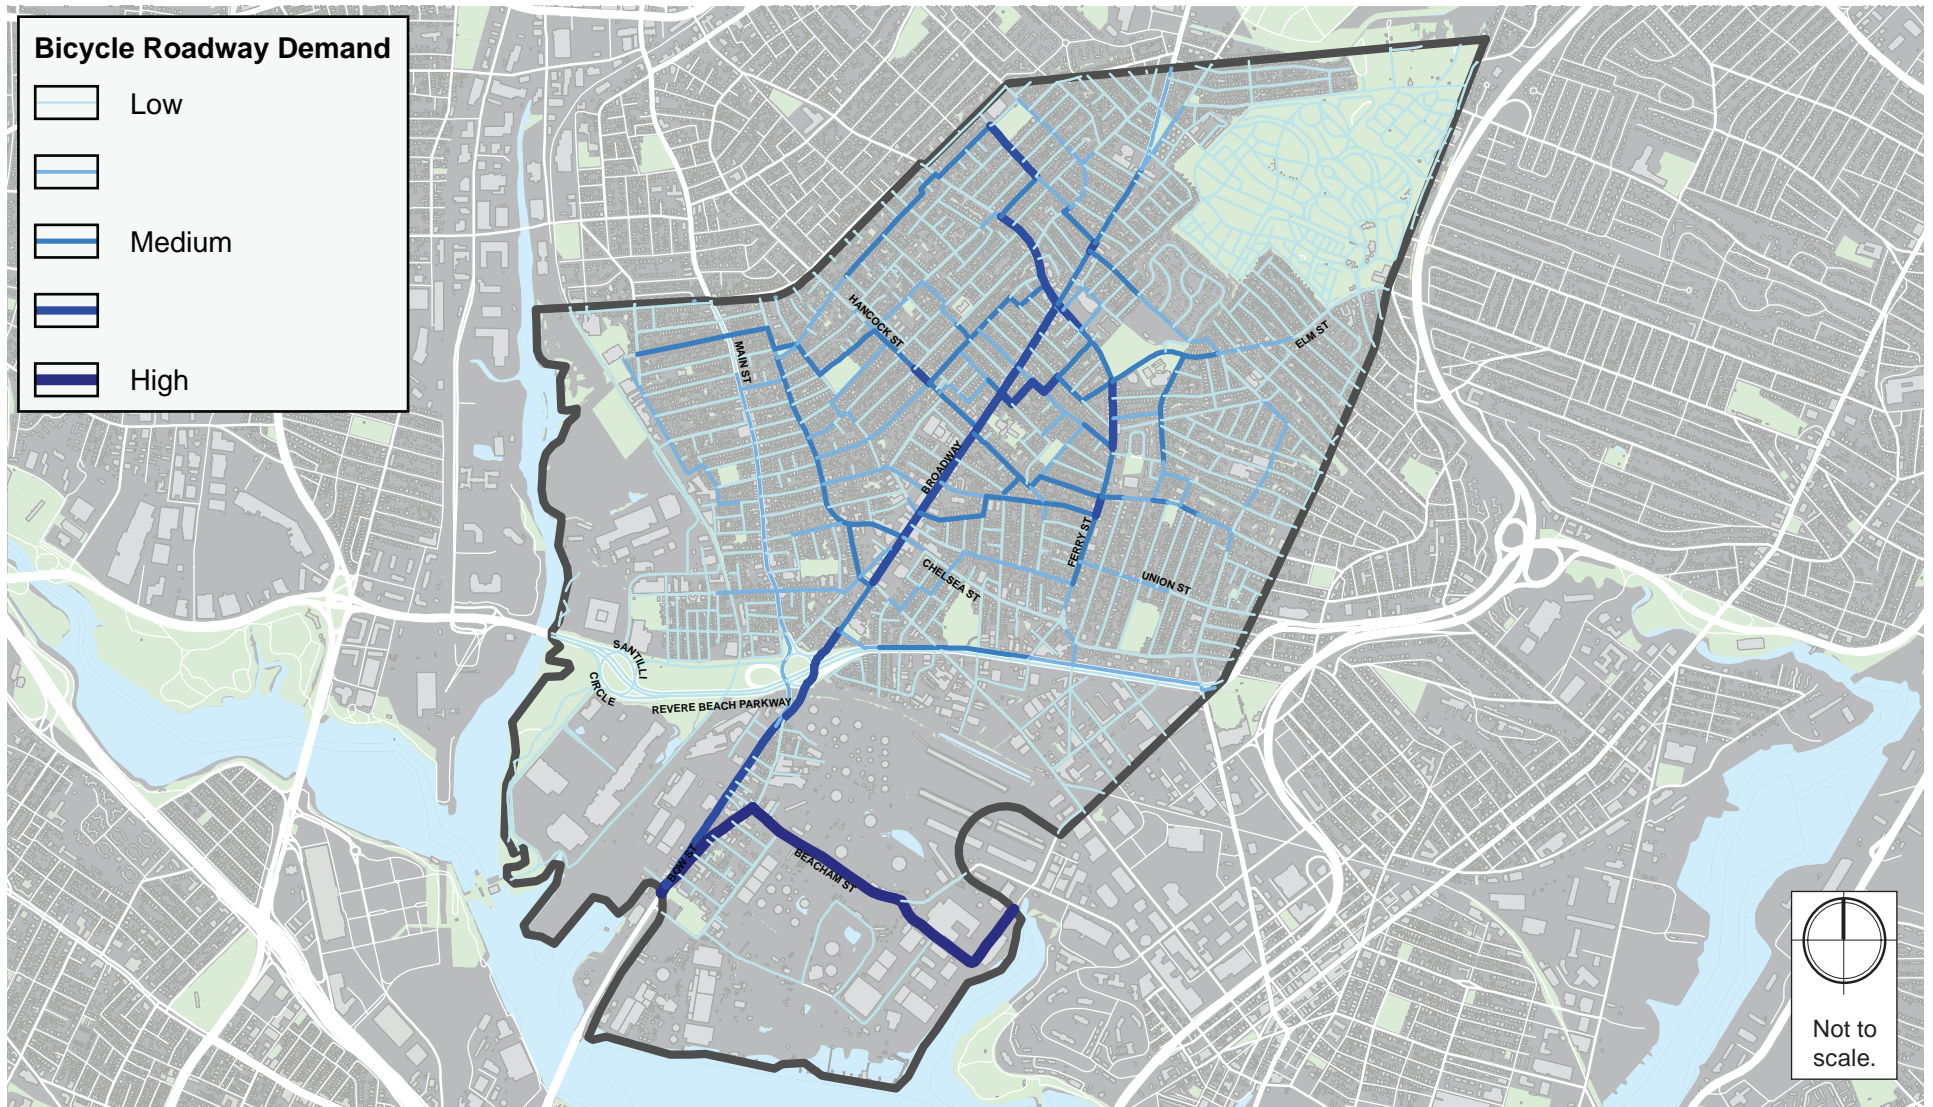 Bicycle Roadway Demand
Low
Medium
High
HANCOCK ST
MAIN ST
ELM ST
BROADWAY
FERRY ST
CHELSEA ST
UNION ST
SANTILLI
CIRCLE
REVERE BEACH PARKWAY
BOW ST
BEACHAM ST
Not to
scale.